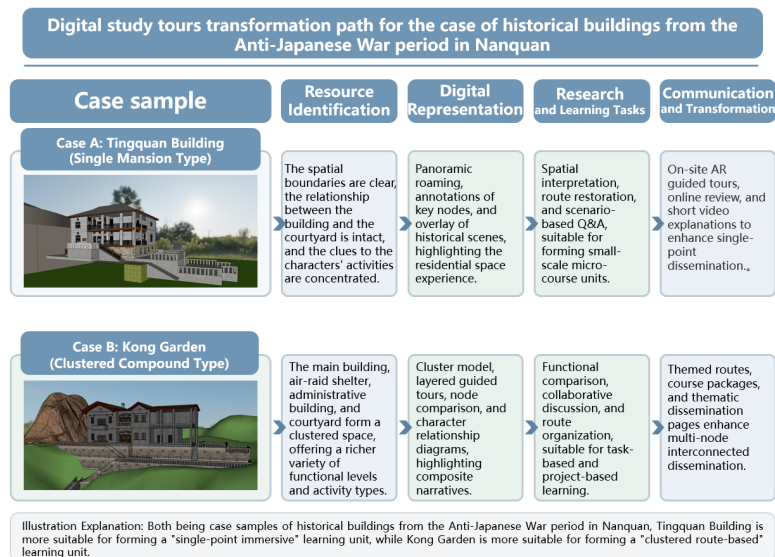 Digital study tours transformation path for the case of historical buildings from the
Anti-Japanese War period in Nanquan
Case sample
Resource
Identification
Digital
Representation
Research
and Learning Tasks
Communication
and Transformation
Case A: Tingquan Building
(Single Mansion Type)
The spatial
boundaries are clear,
the relationship
between the
building and the
courtyard is intact,
and the clues to the
characters' activities
are concentrated.
Panoramic
roaming,
annotations of
key nodes, and
overlay of
historical scenes,
highlighting the
residential space
experience.
Spatial
interpretation,
route restoration,
and scenario-
based Q&A,
suitable for
forming small-
scale micro-
course units.
On-site AR
guided tours,
online review, and
short video
explanations to
enhance single-
point
dissemination.。
Case B: Kong Garden
(Clustered Compound Type)
The main building,
air-raid shelter,
administrative
building, and
courtyard form a
clustered space,
offering a richer
variety of
functional levels
and activity types.
Cluster model,
layered guided
tours, node
comparison, and
character
relationship
diagrams,
highlighting
composite
narratives.
Functional
comparison,
collaborative
discussion, and
route
organization,
suitable for task-
based and
project-based
learning.
Themed routes,
course packages,
and thematic
dissemination
pages enhance
multi-node
interconnected
dissemination.
Illustration Explanation: Both being case samples of historical buildings from the Anti-Japanese War period in Nanquan, Tingquan Building is
more suitable for forming a "single-point immersive" learning unit, while Kong Garden is more suitable for forming a "clustered route-based"
learning unit.